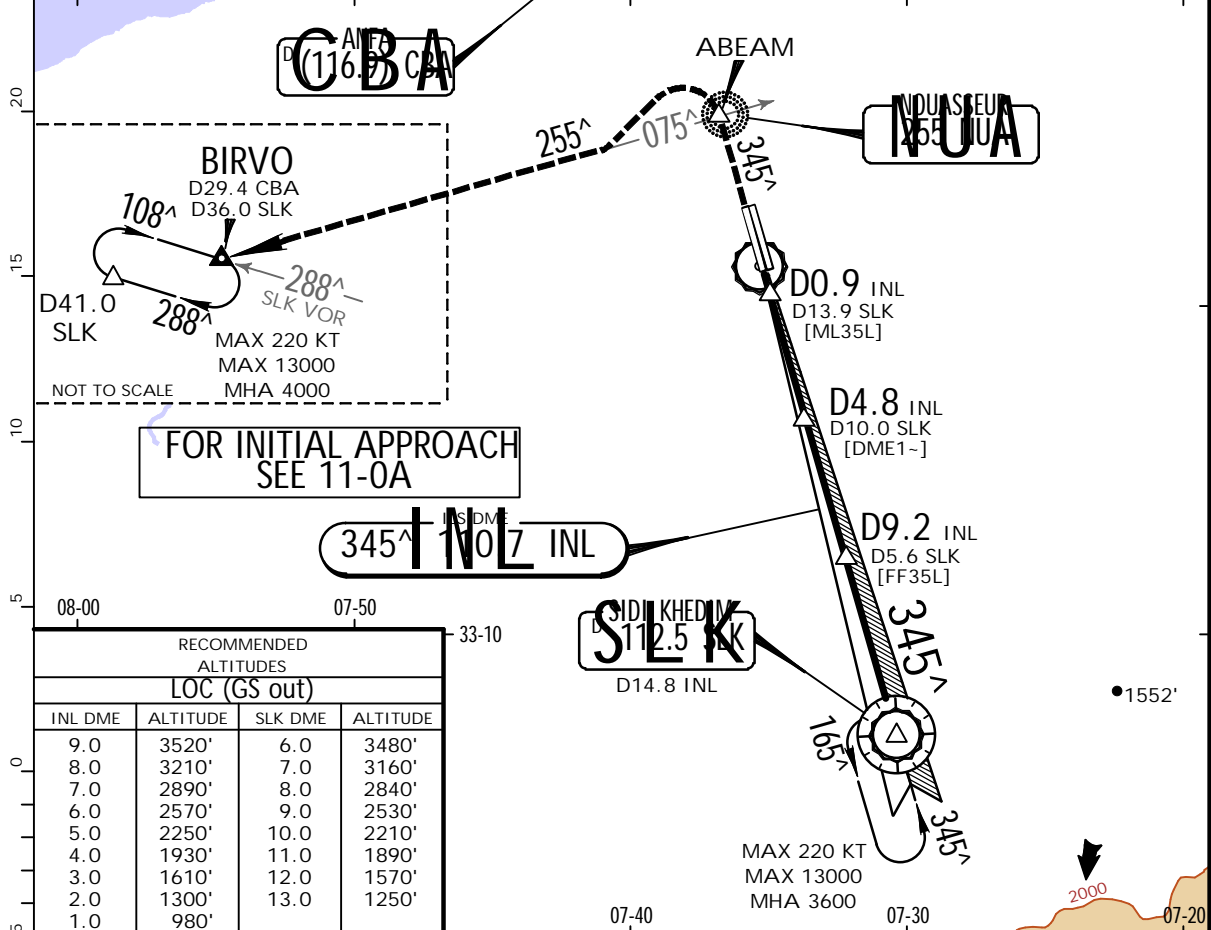 ANFA
D (116.9) CBA
CBA
ABEAM
NOUASSEUR
255 NUA
NUA
20
255^
075^
345^
BIRVO
D29.4 CBA
D36.0 SLK
108^
288^
D41.0
SLK
288^
SLK VOR
MAX 220 KT
MAX 13000
MHA 4000
NOT TO SCALE
15
D0.9 INL
D13.9 SLK
[ML35L]
D4.8 INL
D10.0 SLK
[DME1~]
10
FOR INITIAL APPROACH
SEE 11-0A
ILS DME
345^ 110.7 INL
INL
D9.2 INL
D5.6 SLK
[FF35L]
5
08-00
07-50
33-10
SIDI KHEDIM
D 112.5 SLK
SLK
D14.8 INL
345^
1552'
165^
345^
MAX 220 KT
MAX 13000
MHA 3600
2000
07-40
07-30
07-20
0
5
RECOMMENDED
ALTITUDES
LOC (GS out)
INL DME ALTITUDE SLK DME ALTITUDE
9.0 3520' 6.0 3480'
8.0 3210' 7.0 3160'
7.0 2890' 8.0 2840'
6.0 2570' 9.0 2530'
5.0 2250' 10.0 2210'
4.0 1930' 11.0 1890'
3.0 1610' 12.0 1570'
2.0 1300' 13.0 1250'
1.0 980'